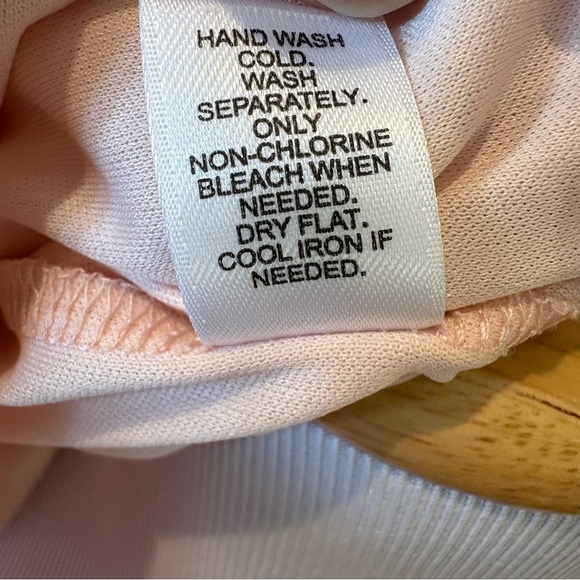 HAND WASH
COLD.
WASH
SEPARATELY.
ONLY
NON-CHLORINE
BLEACH WHEN
NEEDED.
DRY FLAT.
COOL IRON IF
NEEDED.